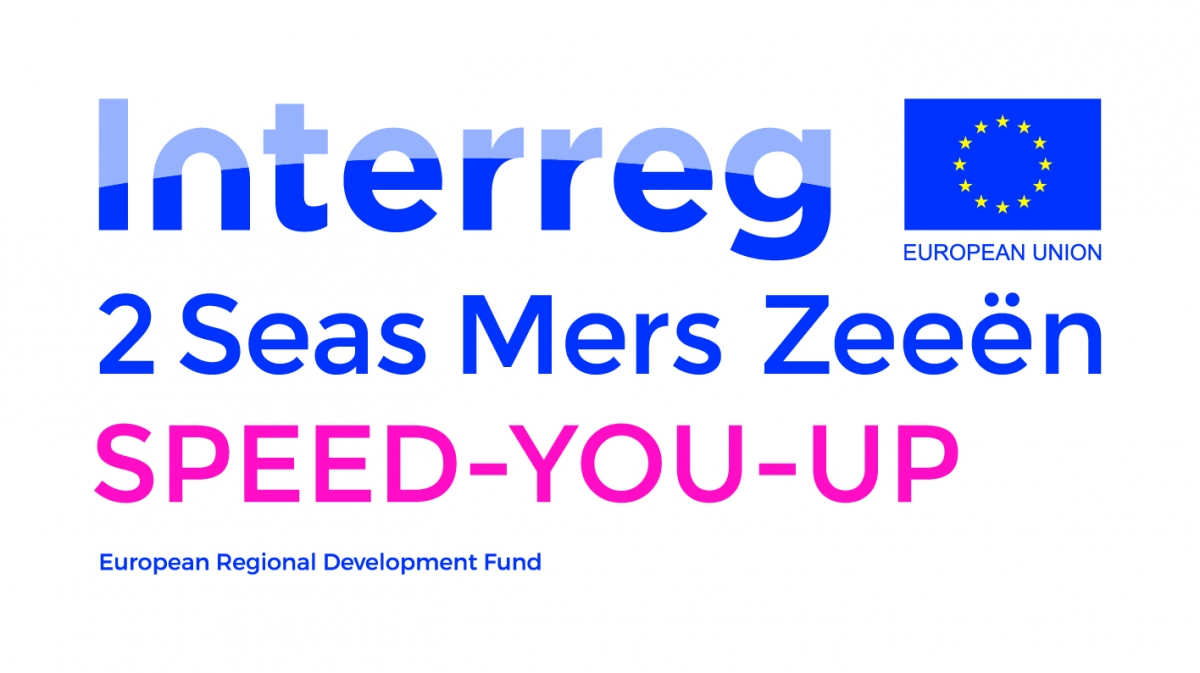 Interreg
EUROPEAN UNION
2 Seas Mers Zeeën
SPEED-YOU-UP
European Regional Development Fund